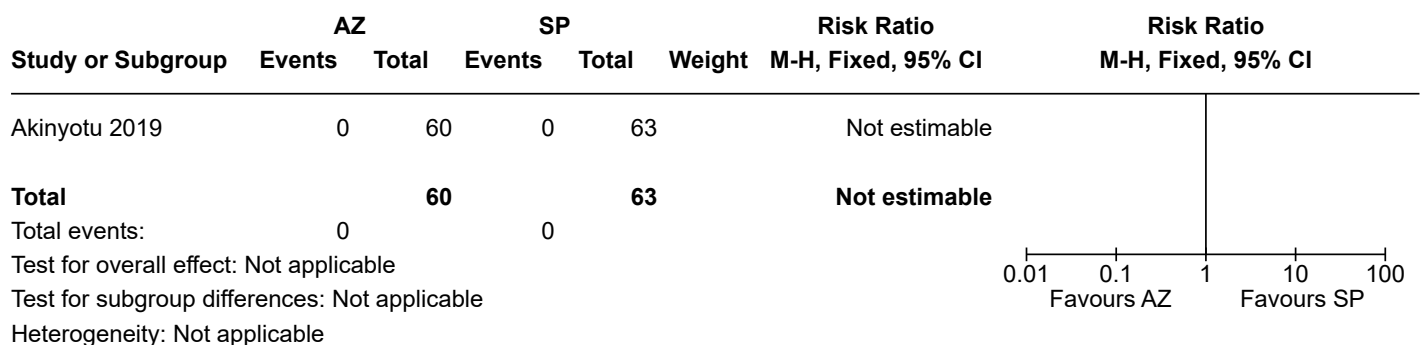 AZ SP Risk Ratio Risk Ratio
Study or Subgroup Events Total Events Total Weight M-H, Fixed, 95% CI M-H, Fixed, 95% CI
Akinyotu 2019 0 60 0 63 Not estimable
Total 60 63 Not estimable
Total events: 0 0
Test for overall effect: Not applicable
Test for subgroup differences: Not applicable
Heterogeneity: Not applicable
0.01 0.1 1 10 100
Favours AZ Favours SP